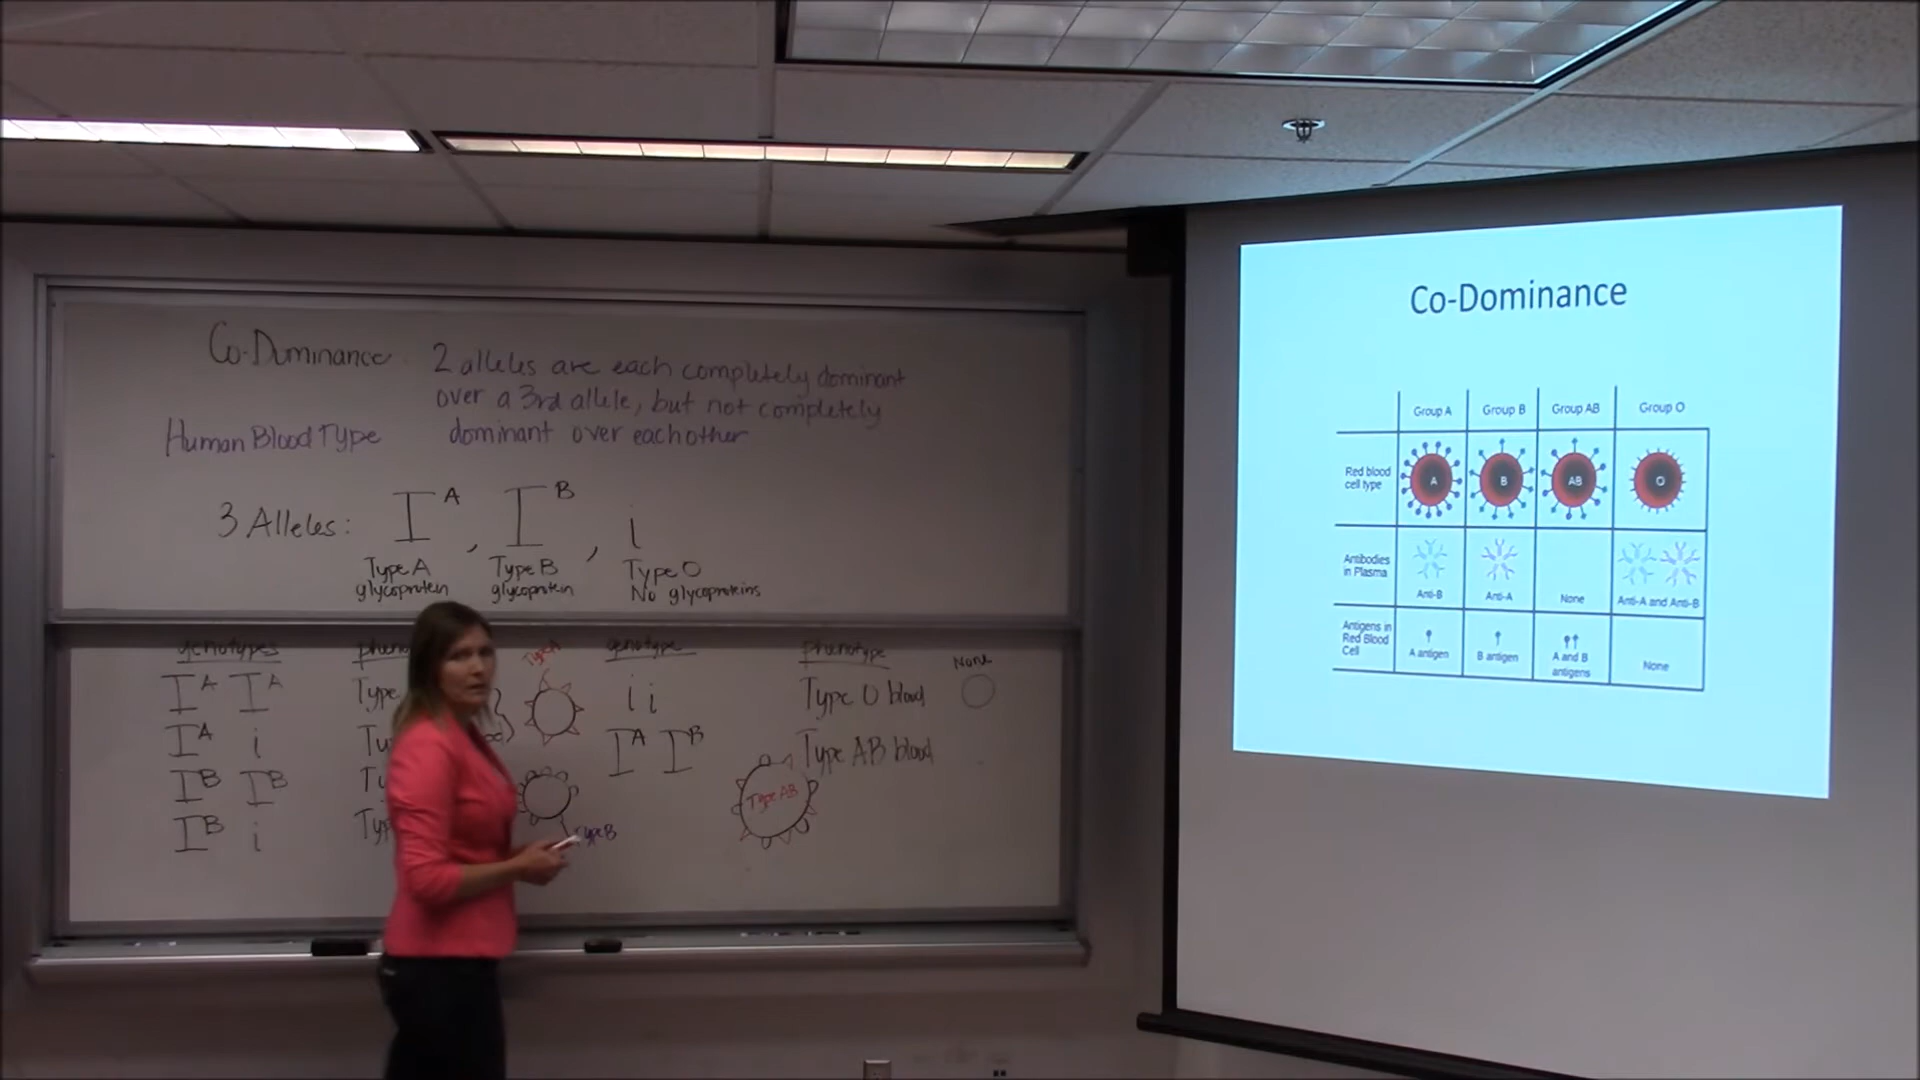 Co-Dominance
2 alleles are each completely dominant
over a 3rd allele, but not completely
dominant over eachother
Human Blood Type
3 Alleles: I^A, I^B, i
Type A
glycoprotein
Type B
glycoprotein
Type O
No glycoproteins
genotypes
I^A I^A
I^A i
I^B I^B
I^B i
Type
Type A
Type B
genotype
i i
I^A I^B
phenotype
Type O blood
Type AB blood
None
Type AB
Co-Dominance
Group A Group B Group AB Group O
Red blood
cell type
A B AB O
Antibodies
in Plasma
Anti-B Anti-A None Anti-A and Anti-B
Antigens in
Red Blood
Cell
A antigen B antigen A and B
antigens
None